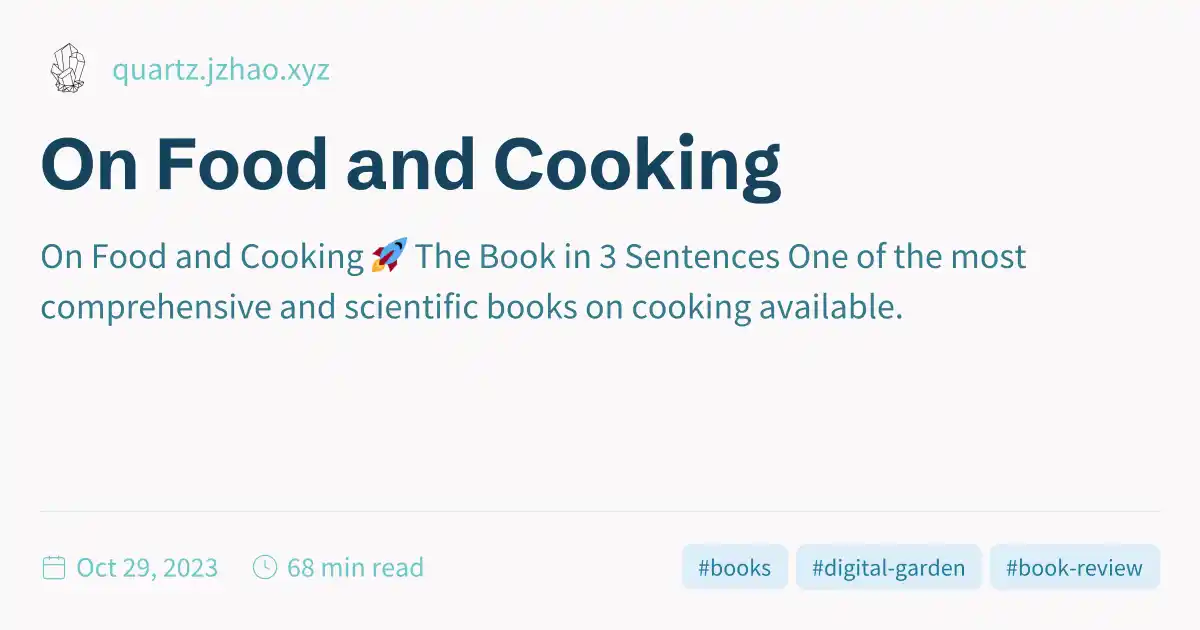 quartz.jzhao.xyz
On Food and Cooking
On Food and Cooking 🚀 The Book in 3 Sentences One of the most
comprehensive and scientific books on cooking available.
Oct 29, 2023 68 min read #books #digital-garden #book-review